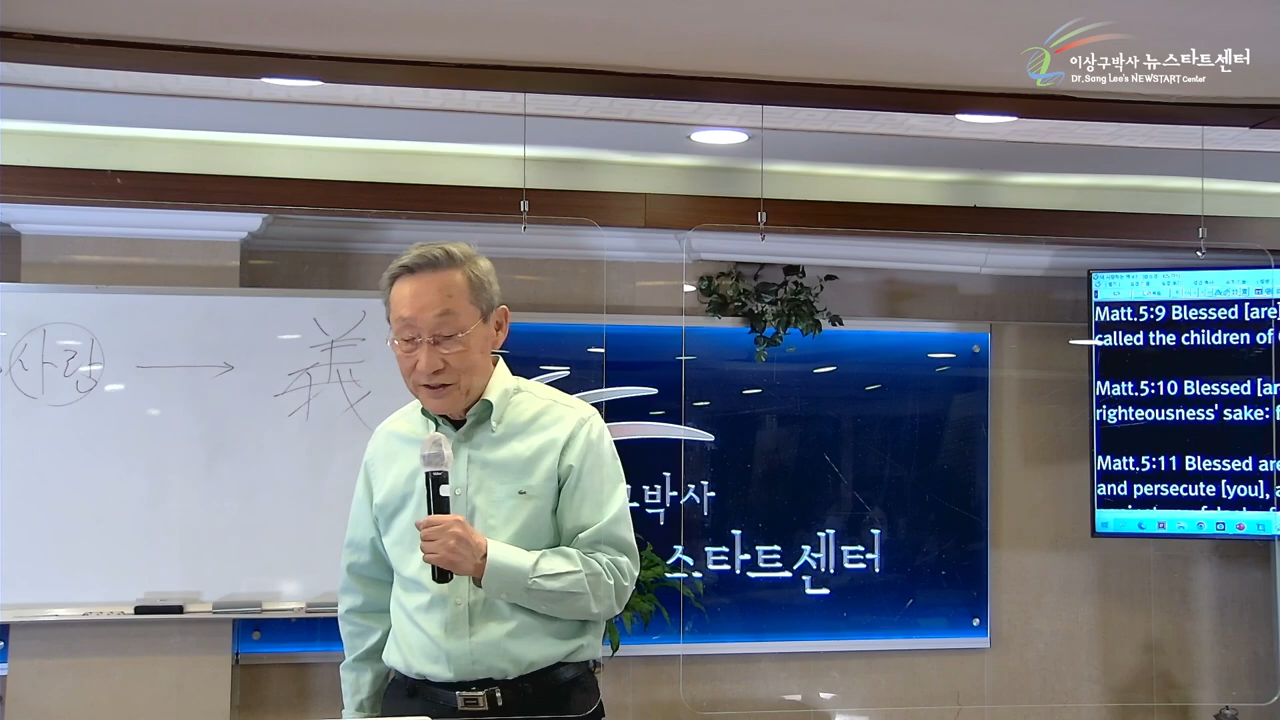 이상구박사 뉴스타트센터
Dr. Sang Lee's NEWSTART Center
사랑 → 義
박사
스타트센터
Matt.5:9 Blessed [are]
called the children of
Matt.5:10 Blessed [ar
righteousness' sake: f
Matt.5:11 Blessed are
and persecute [you], a